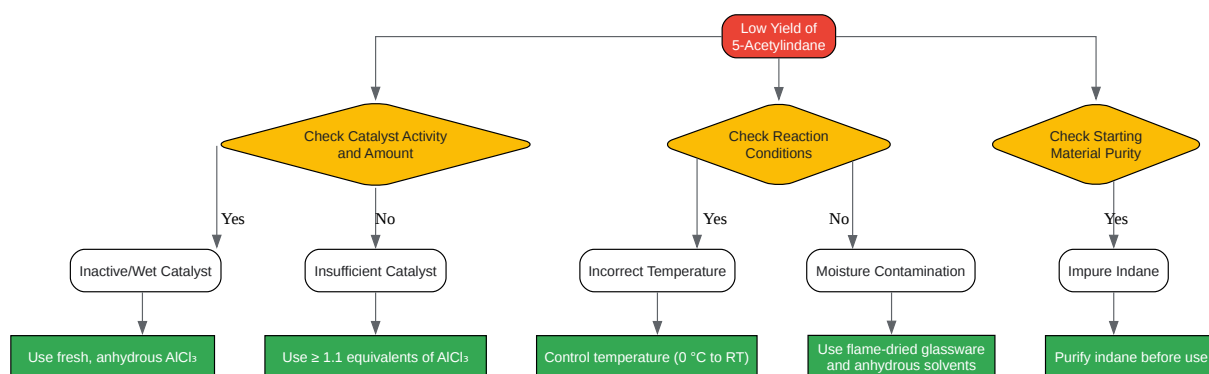 Low Yield of
5-Acetylindane
Check Catalyst Activity
and Amount
Check Reaction
Conditions
Check Starting
Material Purity
Yes
No
Yes
No
Yes
Inactive/Wet Catalyst
Insufficient Catalyst
Incorrect Temperature
Moisture Contamination
Impure Indane
Use fresh, anhydrous AlCl₃
Use ≥ 1.1 equivalents of AlCl₃
Control temperature (0 °C to RT)
Use flame-dried glassware
and anhydrous solvents
Purify indane before use